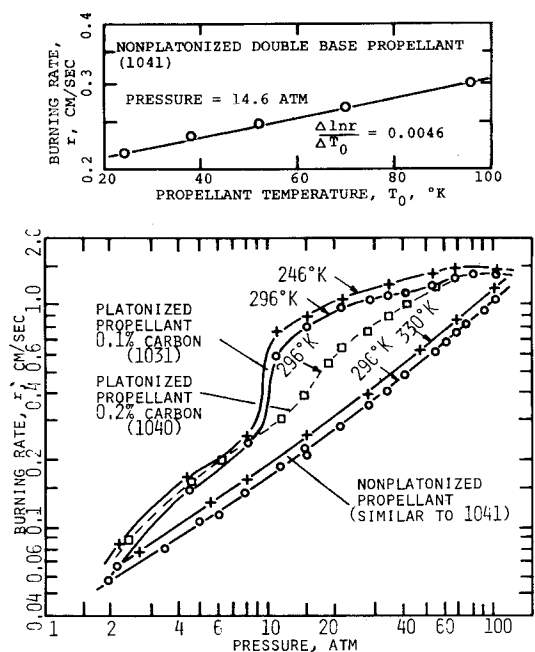 BURNING RATE,
r, CM/SEC
0.4
0.3
0.2
NONPLATONIZED DOUBLE BASE PROPELLANT
(1041)
PRESSURE = 14.6 ATM
Δlnr
ΔT0
= 0.0046
20 40 60 80 100
PROPELLANT TEMPERATURE, T0, °K
BURNING RATE, r, CM/SEC
1.0
0.6
0.4
0.2
0.1
0.06
0.04
246°K
296°K
PLATONIZED
PROPELLANT
0.1% CARBON
(1031)
296°K
PLATONIZED
PROPELLANT
0.2% CARBON
(1040)
296°K
330°K
NONPLATONIZED
PROPELLANT
(SIMILAR TO 1041)
1 2 4 6 10 20 40 60 100
PRESSURE, ATM